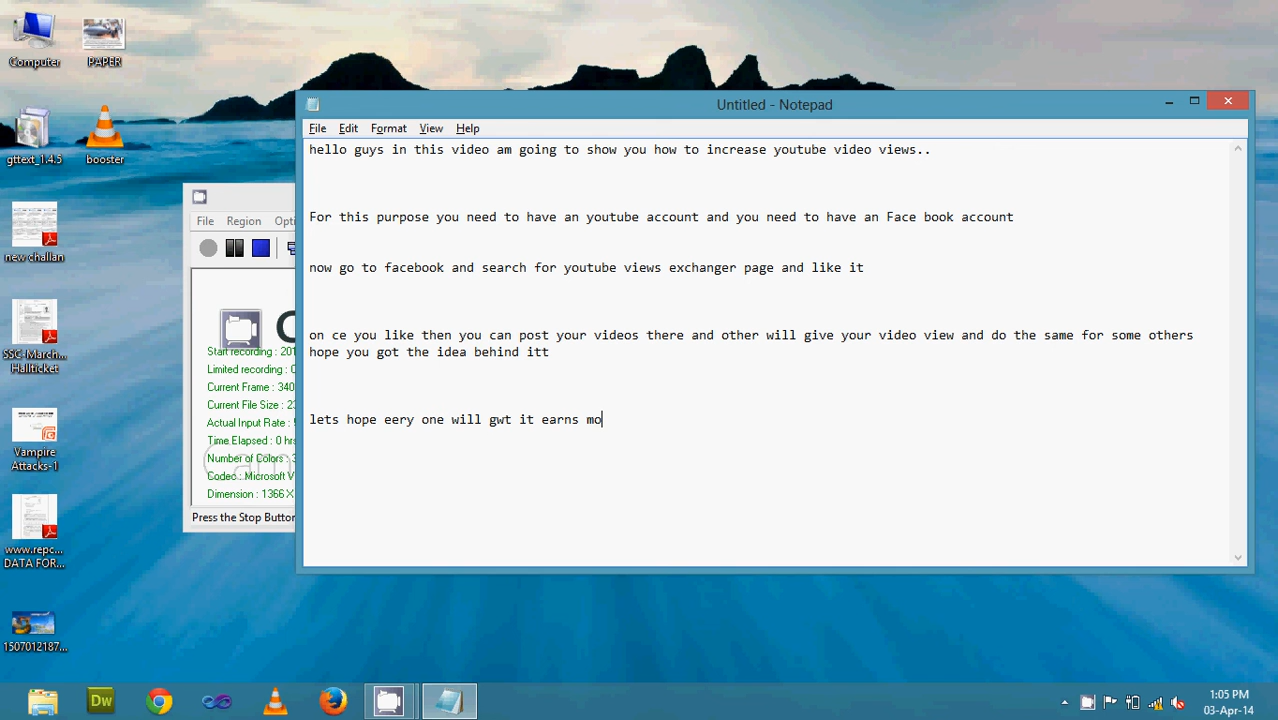 Computer
PAPER
gttext_1.4.5
booster
new challan
SSC-March...
Hallticket
Vampire
Attacks-1
www.repc...
DATA FOR...
1507012187...
File Region Opti
Start recording : 201
Limited recording : 0
Current Frame : 340
Current File Size : 23
Actual Input Rate :
Time Elapsed : 0 hrs
Number of Colors : 3
Codec : Microsoft V
Dimension : 1366 X
Press the Stop Button
Untitled - Notepad
File Edit Format View Help
hello guys in this video am going to show you how to increase youtube video views..
For this purpose you need to have an youtube account and you need to have an Face book account
now go to facebook and search for youtube views exchanger page and like it
on ce you like then you can post your videos there and other will give your video view and do the same for some others
hope you got the idea behind itt
lets hope eery one will gwt it earns mo
Dw
1:05 PM
03-Apr-14